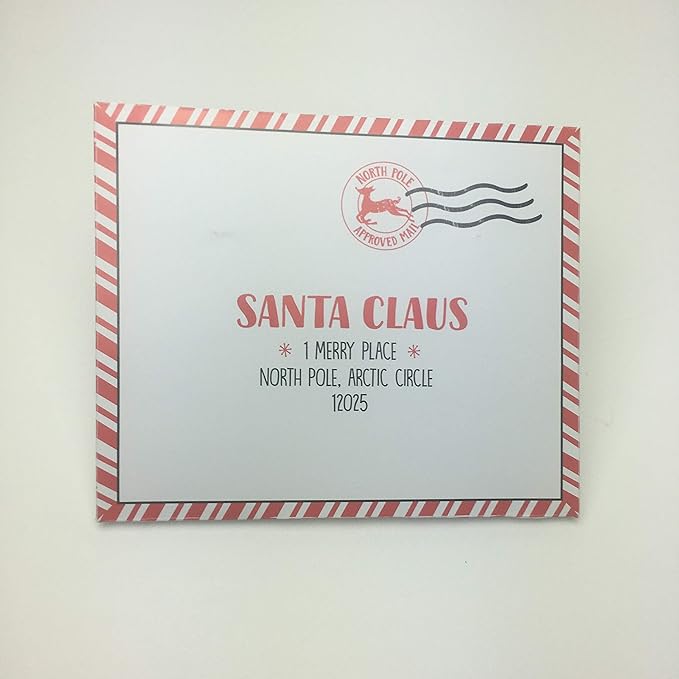 NORTH POLE
APPROVED MAIL
SANTA CLAUS
* 1 MERRY PLACE *
NORTH POLE, ARCTIC CIRCLE
12025